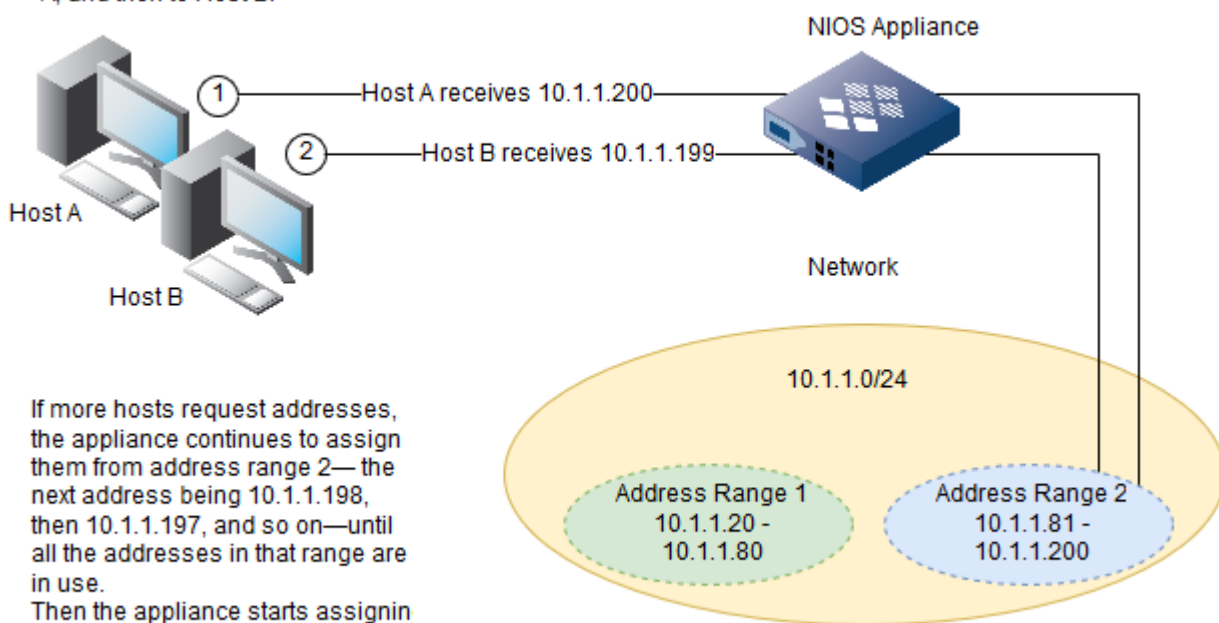 A, and then to Host B.
NIOS Appliance
1
Host A receives 10.1.1.200
2
Host B receives 10.1.1.199
Host A
Host B
Network
10.1.1.0/24
If more hosts request addresses,
the appliance continues to assign
them from address range 2— the
next address being 10.1.1.198,
then 10.1.1.197, and so on—until
all the addresses in that range are
in use.
Then the appliance starts assignin
Address Range 1
10.1.1.20 -
10.1.1.80
Address Range 2
10.1.1.81 -
10.1.1.200